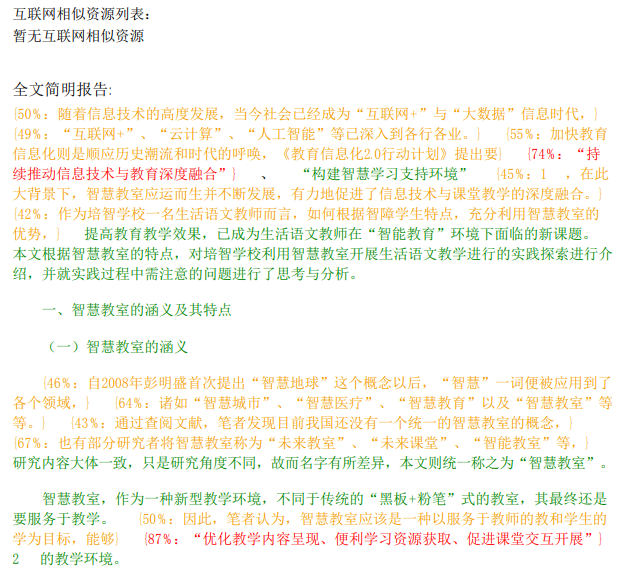 互联网相似资源列表：
暂无互联网相似资源
全文简明报告:
{50%：随着信息技术的高度发展，当今社会已经成为“互联网+”与“大数据”信息时代，}
{49%：“互联网+”、“云计算”、“人工智能”等已深入到各行各业。} {55%：加快教育
信息化则是顺应历史潮流和时代的呼唤，《教育信息化2.0行动计划》提出要} {74%：“持
续推动信息技术与教育深度融合”} 、 “构建智慧学习支持环境” {45%：1 ，在此
大背景下，智慧教室应运而生并不断发展，有力地促进了信息技术与课堂教学的深度融合。}
{42%：作为培智学校一名生活语文教师而言，如何根据智障学生特点，充分利用智慧教室的
优势，} 提高教育教学效果，已成为生活语文教师在“智能教育”环境下面临的新课题。
本文根据智慧教室的特点，对培智学校利用智慧教室开展生活语文教学进行的实践探索进行介
绍，并就实践过程中需注意的问题进行了思考与分析。
一、智慧教室的涵义及其特点
（一）智慧教室的涵义
{46%：自2008年彭明盛首次提出“智慧地球”这个概念以后，“智慧”一词便被应用到了
各个领域，} {64%：诸如“智慧城市”、“智慧医疗”、“智慧教育”以及“智慧教室”等
等。} {43%：通过查阅文献，笔者发现目前我国还没有一个统一的智慧教室的概念，}
{67%：也有部分研究者将智慧教室称为“未来教室”、“未来课堂”、“智能教室”等，}
研究内容大体一致，只是研究角度不同，故而名字有所差异，本文则统一称之为“智慧教室”。
智慧教室，作为一种新型教学环境，不同于传统的“黑板+粉笔”式的教室，其最终还是
要服务于教学。 {50%：因此，笔者认为，智慧教室应该是一种以服务于教师的教和学生的
学为目标，能够} {87%：“优化教学内容呈现、便利学习资源获取、促进课堂交互开展”}
2 的教学环境。